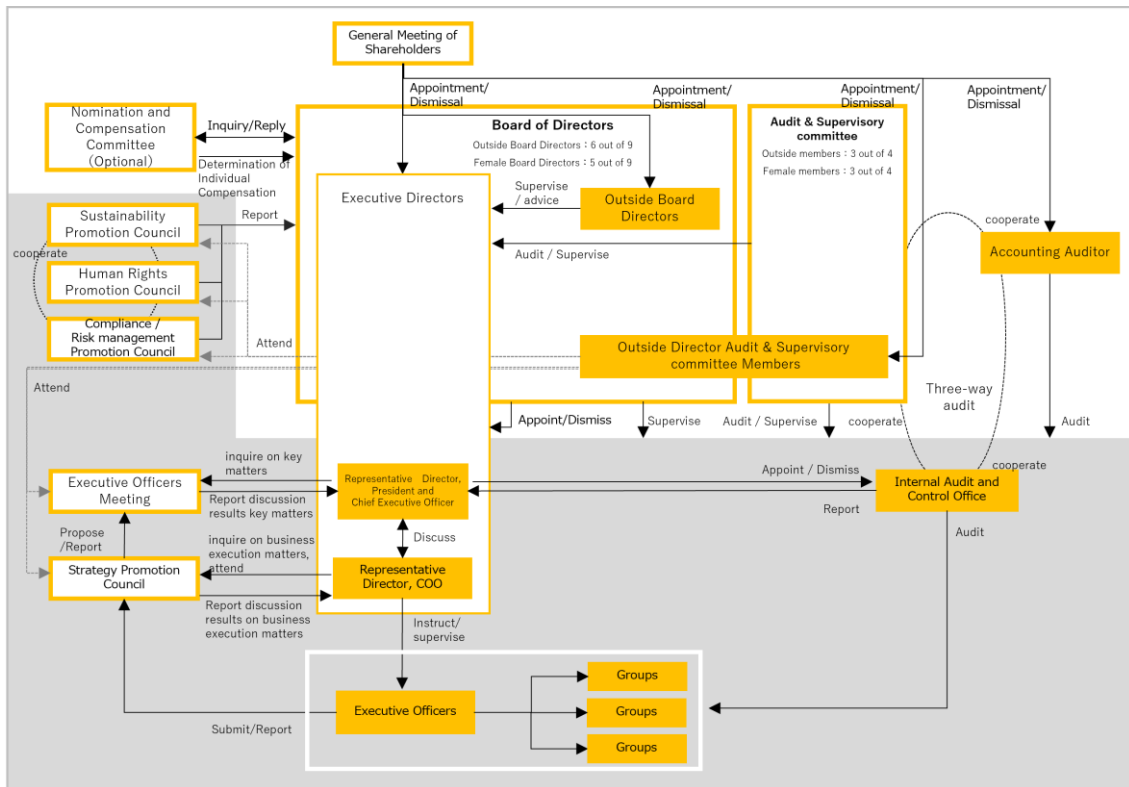 General Meeting of
Shareholders
Appointment/
Dismissal
Appointment/
Dismissal
Appointment/
Dismissal
Appointment/
Dismissal
Nomination and
Compensation
Committee
(Optional)
Inquiry/Reply
Determination of
Individual
Compensation
Board of Directors
Outside Board Directors：6 out of 9
Female Board Directors：5 out of 9
Audit & Supervisory
committee
Outside members：3 out of 4
Female members：3 out of 4
Executive Directors
Supervise
/ advice
Outside Board
Directors
Audit / Supervise
cooperate
Accounting Auditor
Sustainability
Promotion Council
Report
cooperate
Human Rights
Promotion Council
Compliance /
Risk management
Promotion Council
Attend
Outside Director Audit & Supervisory
committee Members
Attend
Three-way
audit
Appoint/Dismiss
Supervise
Audit / Supervise
cooperate
Audit
inquire on key
matters
Executive Officers
Meeting
Report discussion
results key matters
Representative Director,
President and
Chief Executive Officer
Appoint / Dismiss
Report
cooperate
Internal Audit and
Control Office
Audit
Propose
/Report
inquire on business
execution matters,
attend
Discuss
Strategy Promotion
Council
Representative
Director, COO
Report discussion
results on business
execution matters
Instruct/
supervise
Groups
Executive Officers
Groups
Submit/Report
Groups